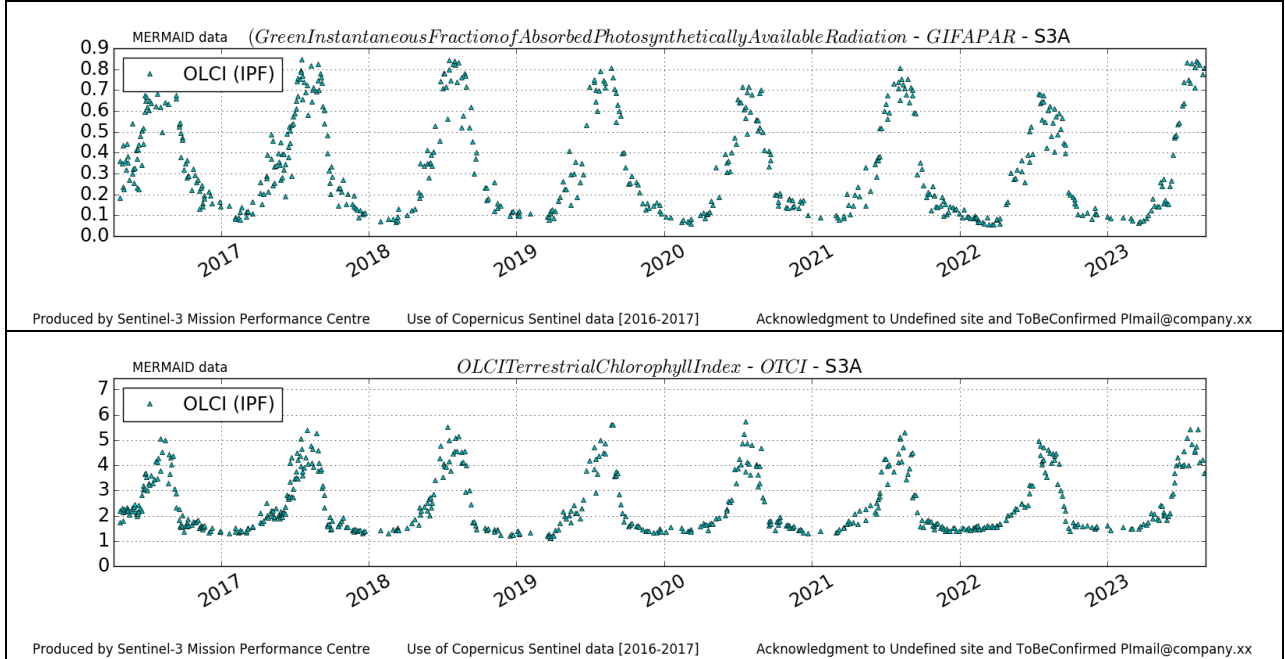 MERMAID data (GreenInstantaneousFractionofAbsorbedPhotosyntheticallyAvailableRadiation - GIFAPAR - S3A
0.9
0.8
0.7
0.6
0.5
0.4
0.3
0.2
0.1
0.0
OLCI (IPF)
2017 2018 2019 2020 2021 2022 2023
Produced by Sentinel-3 Mission Performance Centre Use of Copernicus Sentinel data [2016-2017] Acknowledgment to Undefined site and ToBeConfirmed PImail@company.xx
MERMAID data OLCITerrestrialChlorophyllIndex - OTCI - S3A
7
6
5
4
3
2
1
0
OLCI (IPF)
2017 2018 2019 2020 2021 2022 2023
Produced by Sentinel-3 Mission Performance Centre Use of Copernicus Sentinel data [2016-2017] Acknowledgment to Undefined site and ToBeConfirmed PImail@company.xx